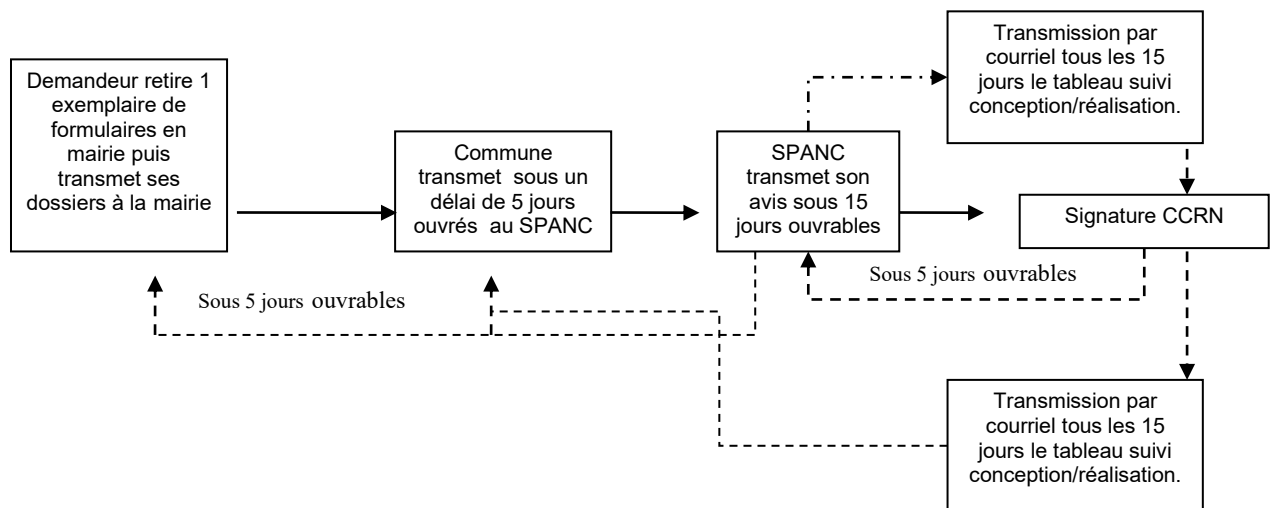 Demandeur retire 1
exemplaire de
formulaires en
mairie puis
transmet ses
dossiers à la mairie
Commune
transmet sous un
délai de 5 jours
ouvrés au SPANC
SPANC
transmet son
avis sous 15
jours ouvrables
Transmission par
courriel tous les 15
jours le tableau suivi
conception/réalisation.
Signature CCRN
Sous 5 jours ouvrables
Sous 5 jours ouvrables
Transmission par
courriel tous les 15
jours le tableau suivi
conception/réalisation.